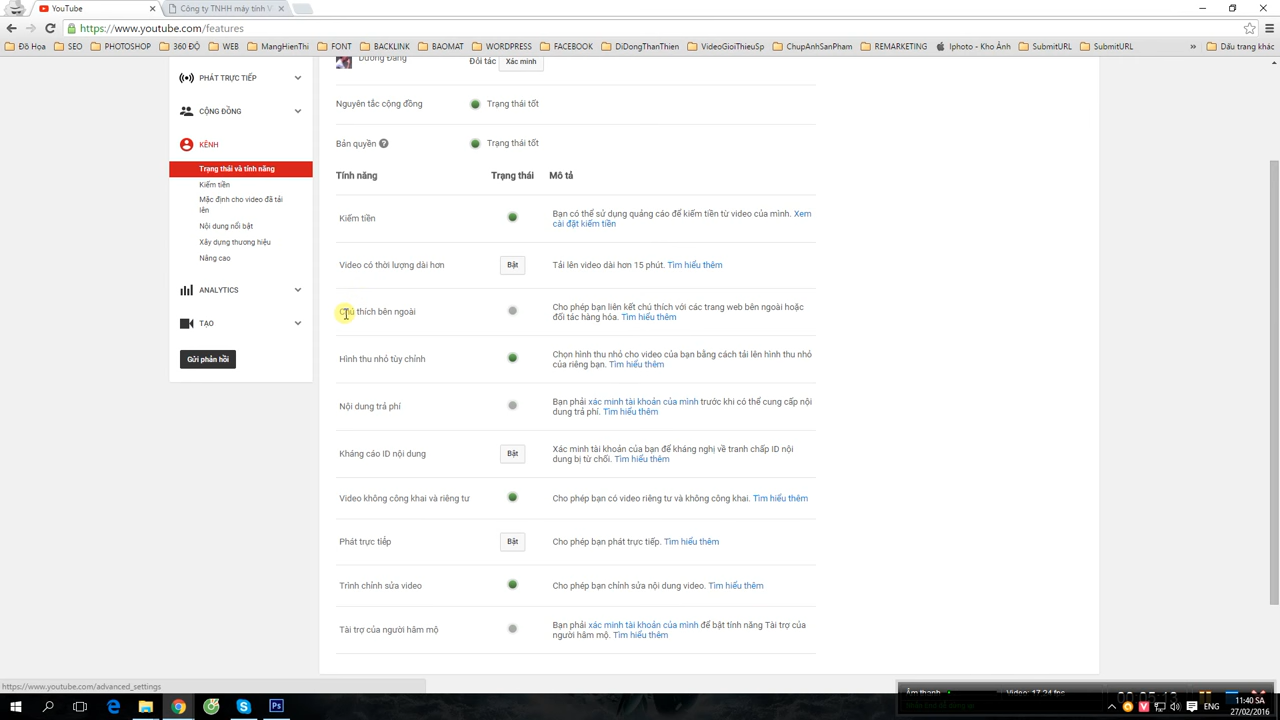 YouTube
Công ty TNHH máy tính V
https://www.youtube.com/features
Đồ Họa SEO PHOTOSHOP 360 ĐỘ WEB MangHienThi FONT BACKLINK BAOMAT WORDPRESS FACEBOOK DiDongThanThien VideoGioiThieuSp ChupAnhSanPham REMARKETING Iphoto - Kho Ảnh SubmitURL SubmitURL » Dấu trang khác
Dương Đăng
Đối tác Xác minh
PHÁT TRỰC TIẾP
CỘNG ĐỒNG
KÊNH
Trạng thái và tính năng
Kiếm tiền
Mặc định cho video đã tải
lên
Nội dung nổi bật
Xây dựng thương hiệu
Nâng cao
ANALYTICS
TẠO
Gửi phản hồi
Nguyên tắc cộng đồng Trạng thái tốt
Bản quyền ? Trạng thái tốt
Tính năng Trạng thái Mô tả
Kiếm tiền Bạn có thể sử dụng quảng cáo để kiếm tiền từ video của mình. Xem
cài đặt kiếm tiền
Video có thời lượng dài hơn Bật Tải lên video dài hơn 15 phút. Tìm hiểu thêm
Chú thích bên ngoài Cho phép bạn liên kết chú thích với các trang web bên ngoài hoặc
đối tác hàng hóa. Tìm hiểu thêm
Hình thu nhỏ tùy chỉnh Chọn hình thu nhỏ cho video của bạn bằng cách tải lên hình thu nhỏ
của riêng bạn. Tìm hiểu thêm
Nội dung trả phí Bạn phải xác minh tài khoản của mình trước khi có thể cung cấp nội
dung trả phí. Tìm hiểu thêm
Kháng cáo ID nội dung Bật Xác minh tài khoản của bạn để kháng nghị về tranh chấp ID nội
dung bị từ chối. Tìm hiểu thêm
Video không công khai và riêng tư Cho phép bạn có video riêng tư và không công khai. Tìm hiểu thêm
Phát trực tiếp Bật Cho phép bạn phát trực tiếp. Tìm hiểu thêm
Trình chỉnh sửa video Cho phép bạn chỉnh sửa nội dung video. Tìm hiểu thêm
Tài trợ của người hâm mộ Bạn phải xác minh tài khoản của mình để bật tính năng Tài trợ của
người hâm mộ. Tìm hiểu thêm
https://www.youtube.com/advanced_settings
Âm thanh Video: 17.24 fps
ENG
11:40 SA
27/02/2016